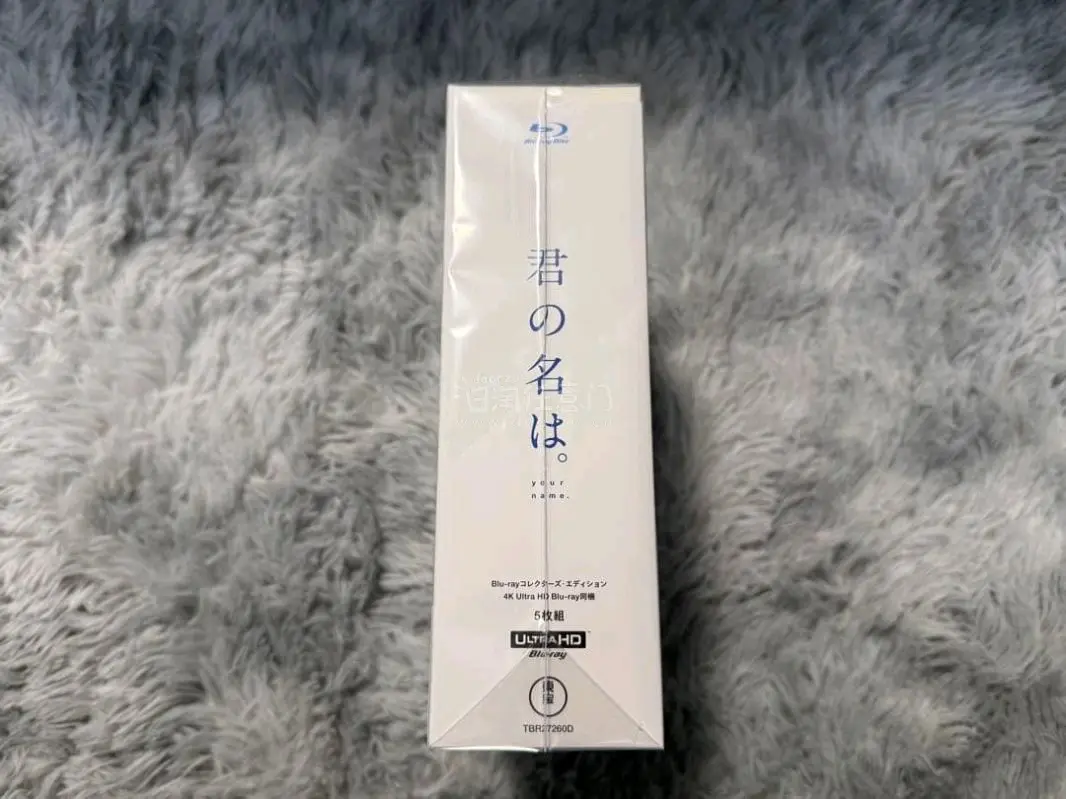 Blu-ray Disc
君の名は。
your
name.
Blu-rayコレクターズ・エディション
4K Ultra HD Blu-ray同梱
5枚組
ULTRA HD
Blu-ray
東宝
TBR27260D